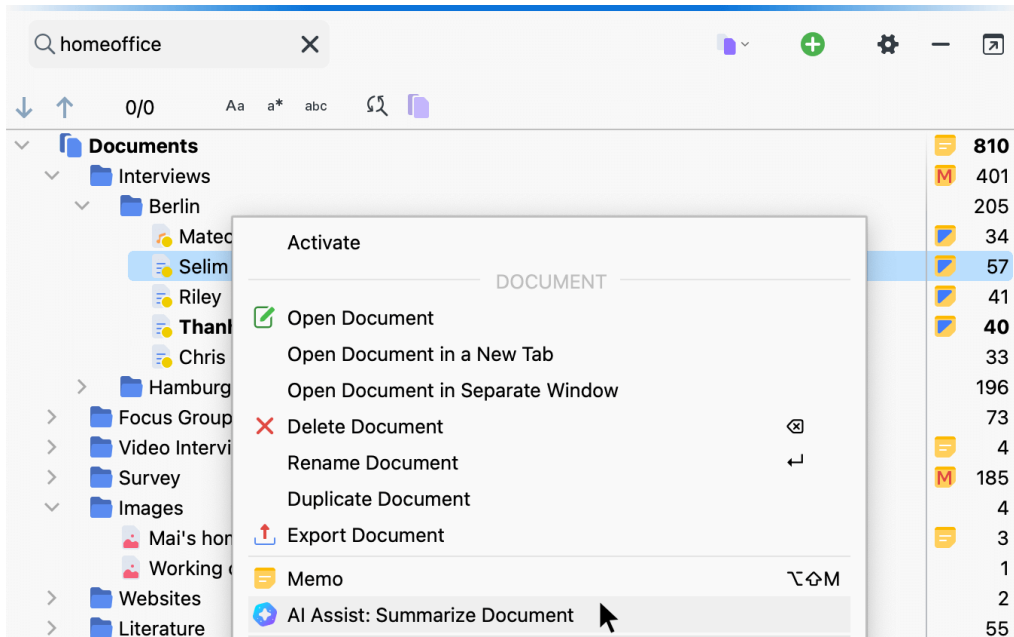 homeoffice
0/0 Aa a* abc
Documents 810
Interviews M 401
Berlin 205
Mateo 34
Selim 57
Riley 41
Thanh 40
Chris 33
Hamburg 196
Focus Group 73
Video Intervi 4
Survey M 185
Images 4
Mai's hom 3
Working 1
Websites 2
Literature 55
Activate
DOCUMENT
Open Document
Open Document in a New Tab
Open Document in Separate Window
Delete Document ⌫
Rename Document ↵
Duplicate Document
Export Document
Memo ⌥⇧M
AI Assist: Summarize Document